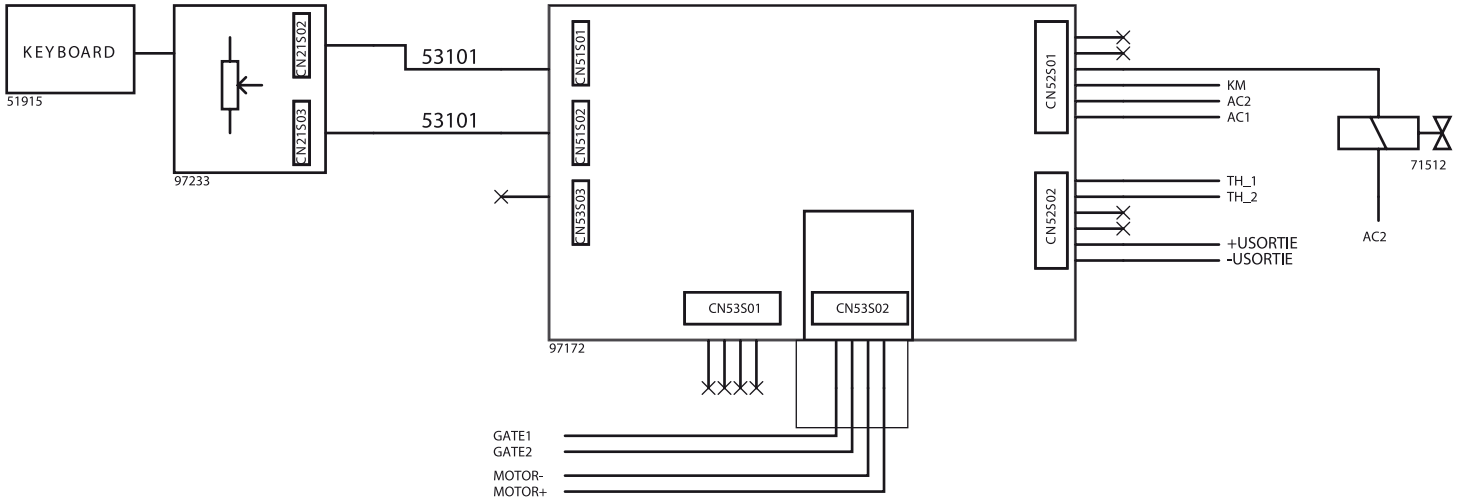 KEYBOARD
51915
CN21S02
CN21S03
97233
53101
53101
CN51S01
CN51S02
CN53S03
CN53S01
CN53S02
97172
CN52S01
CN52S02
KM
AC2
AC1
TH_1
TH_2
+USORTIE
-USORTIE
71512
AC2
GATE1
GATE2
MOTOR-
MOTOR+